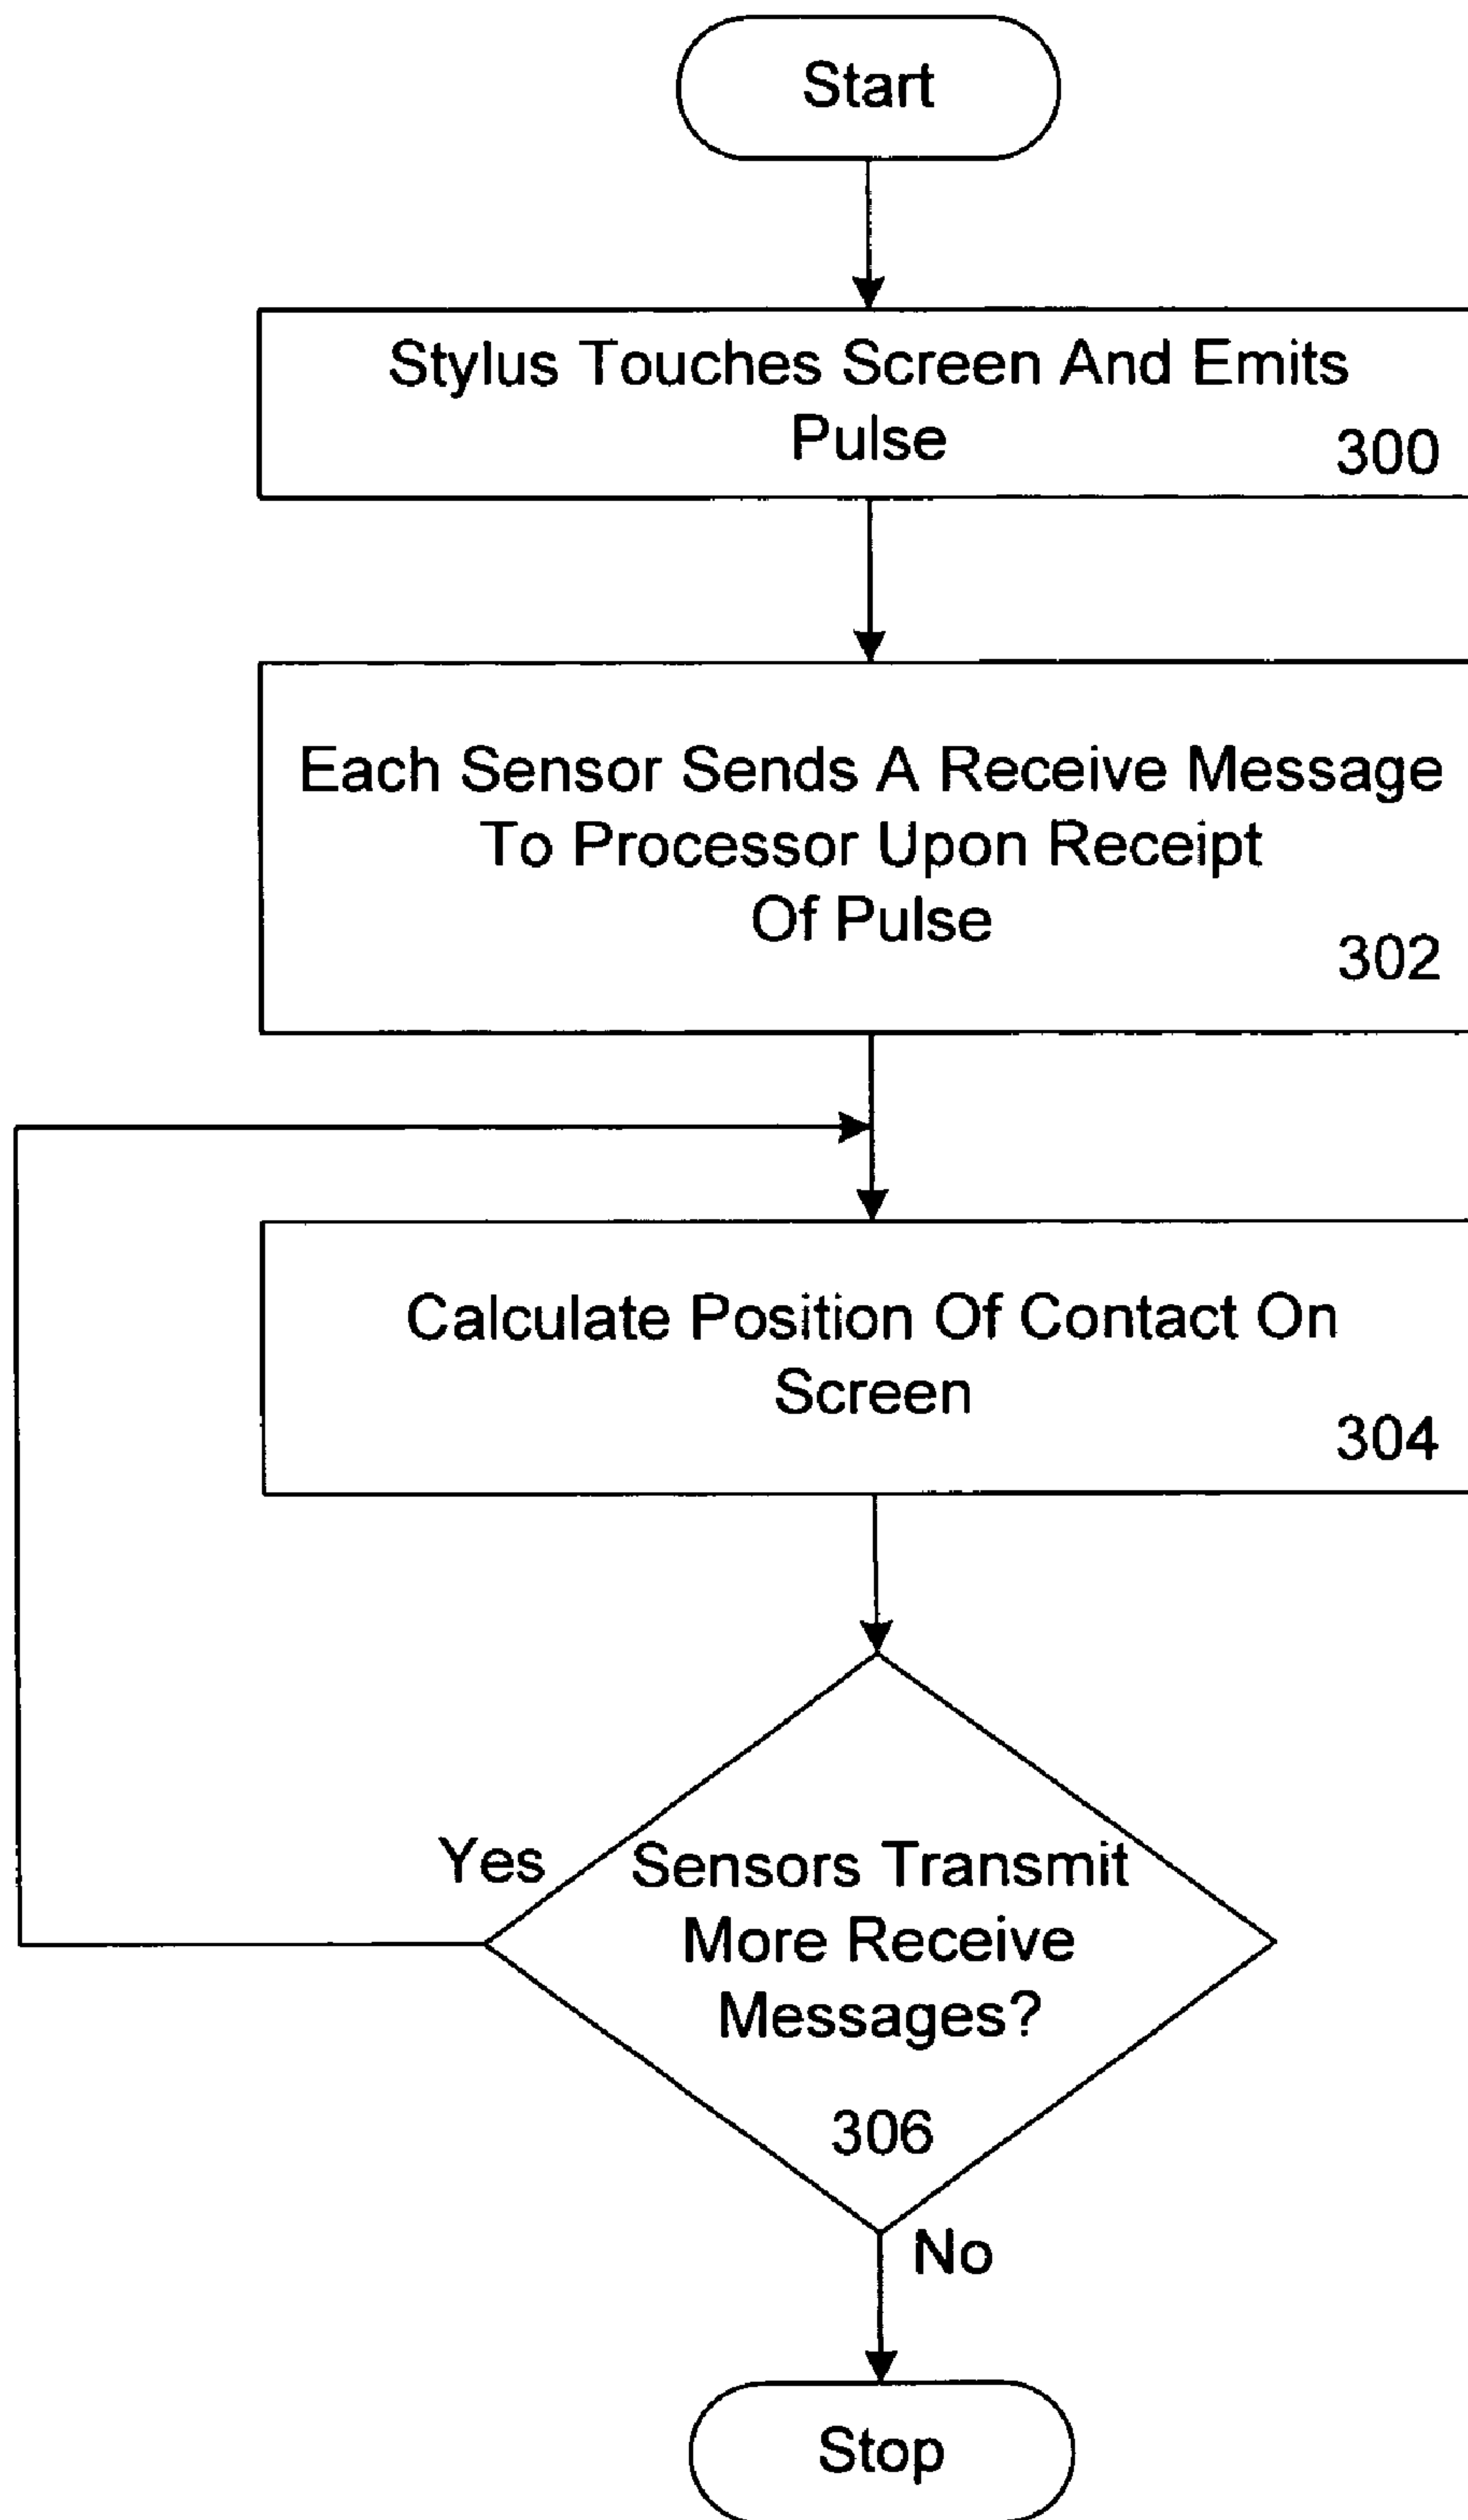 Start
Stylus Touches Screen And Emits
Pulse
300
Each Sensor Sends A Receive Message
To Processor Upon Receipt
Of Pulse
302
Calculate Position Of Contact On
Screen
304
Yes
Sensors Transmit
More Receive
Messages?
306
No
Stop